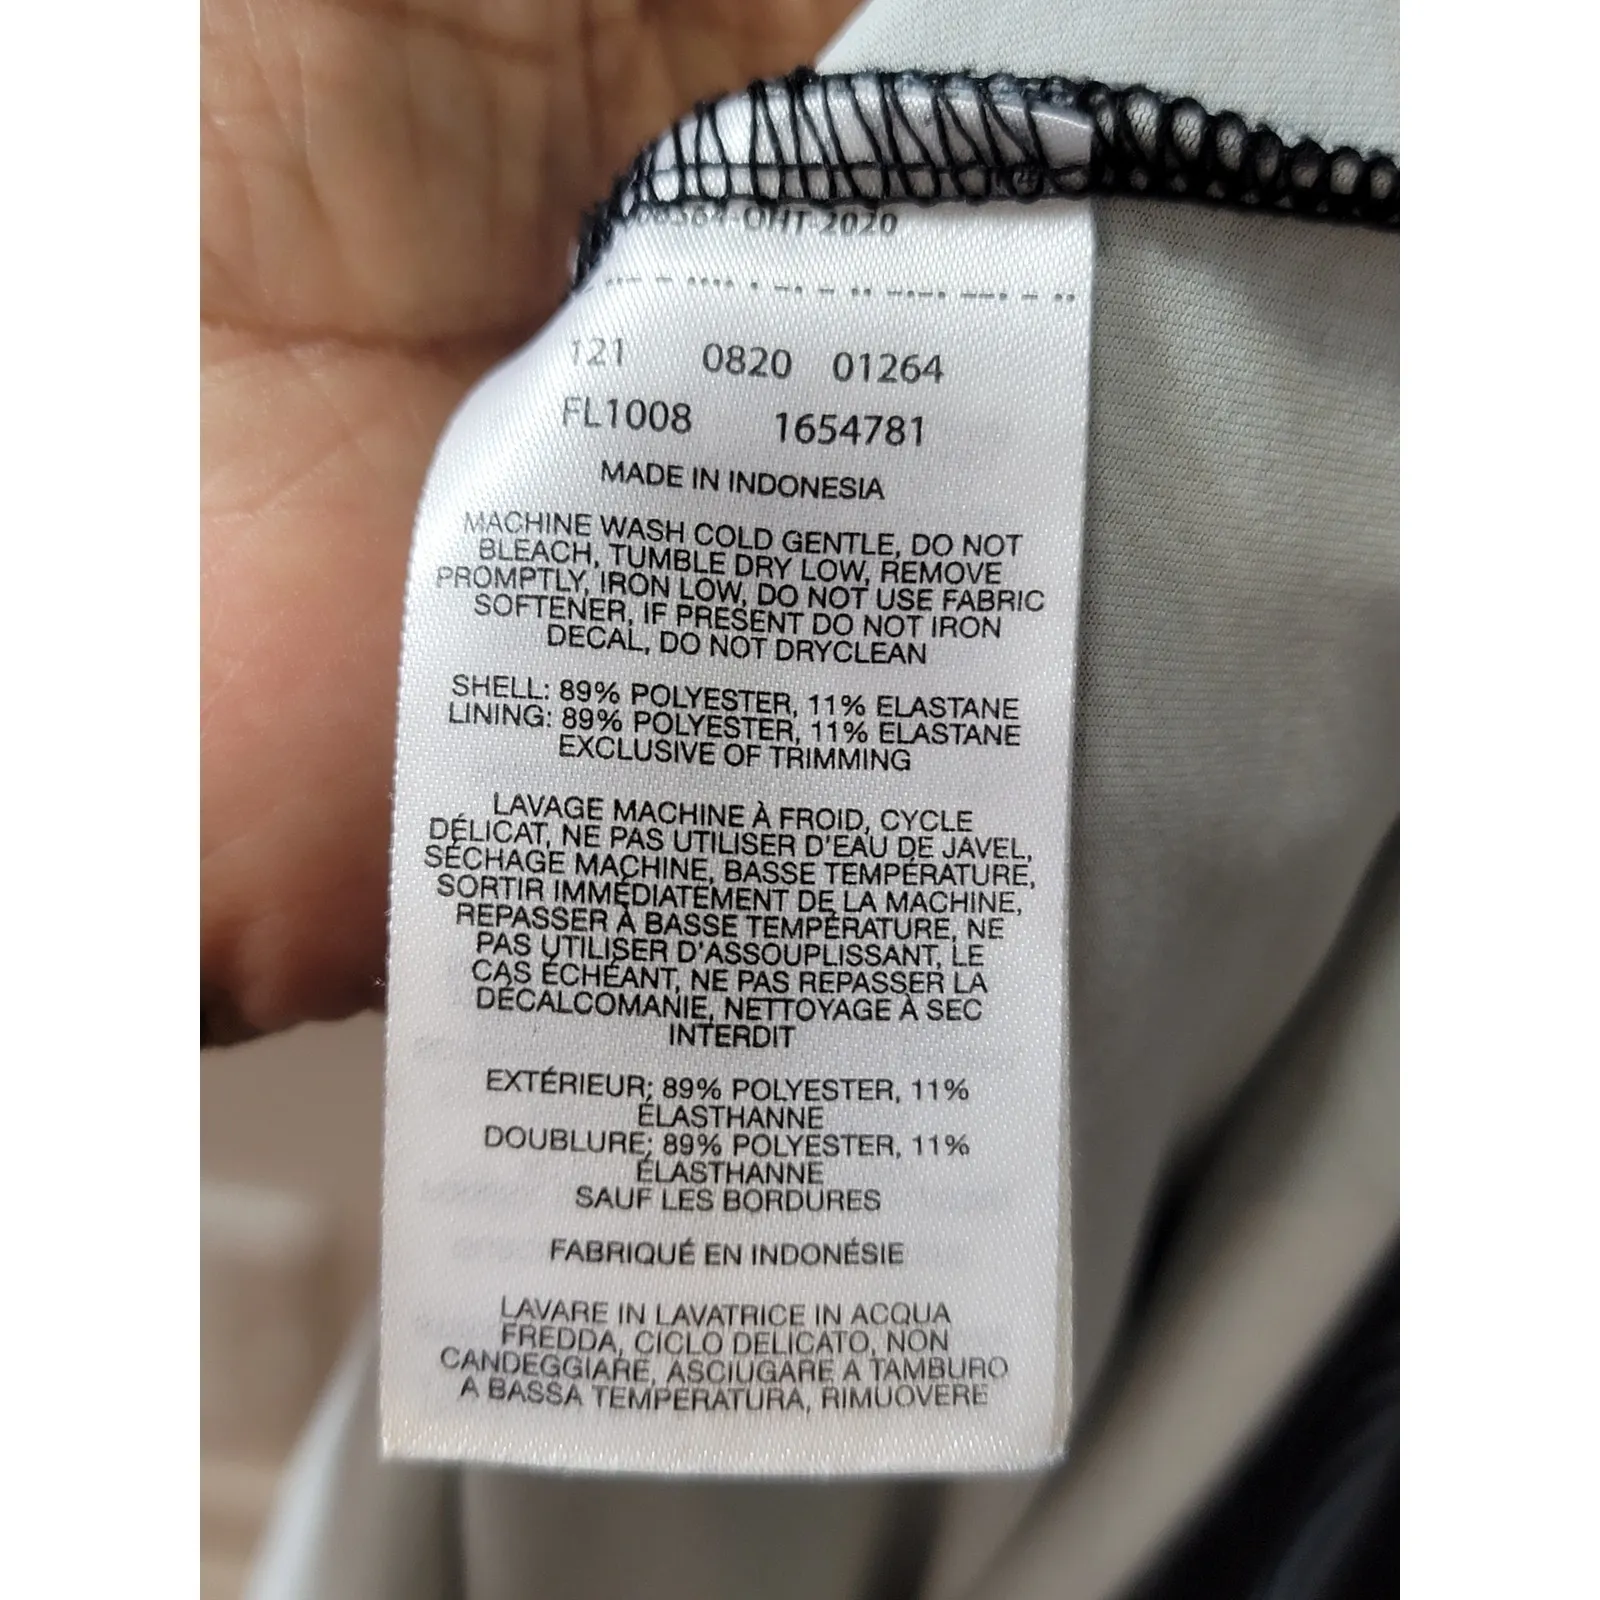 -OHT-2020
121 0820 01264
FL1008 1654781
MADE IN INDONESIA
MACHINE WASH COLD GENTLE, DO NOT
BLEACH, TUMBLE DRY LOW, REMOVE
PROMPTLY, IRON LOW, DO NOT USE FABRIC
SOFTENER, IF PRESENT DO NOT IRON
DECAL, DO NOT DRYCLEAN
SHELL: 89% POLYESTER, 11% ELASTANE
LINING: 89% POLYESTER, 11% ELASTANE
EXCLUSIVE OF TRIMMING
LAVAGE MACHINE À FROID, CYCLE
DÉLICAT, NE PAS UTILISER D'EAU DE JAVEL,
SÉCHAGE MACHINE, BASSE TEMPÉRATURE,
SORTIR IMMÉDIATEMENT DE LA MACHINE,
REPASSER À BASSE TEMPÉRATURE, NE
PAS UTILISER D'ASSOUPLISSANT, LE
CAS ÉCHÉANT, NE PAS REPASSER LA
DÉCALCOMANIE, NETTOYAGE À SEC
INTERDIT
EXTÉRIEUR; 89% POLYESTER, 11%
ÉLASTHANNE
DOUBLURE; 89% POLYESTER, 11%
ÉLASTHANNE
SAUF LES BORDURES
FABRIQUÉ EN INDONÉSIE
LAVARE IN LAVATRICE IN ACQUA
FREDDA, CICLO DELICATO, NON
CANDEGGIARE, ASCIUGARE A TAMBURO
A BASSA TEMPERATURA, RIMUOVERE